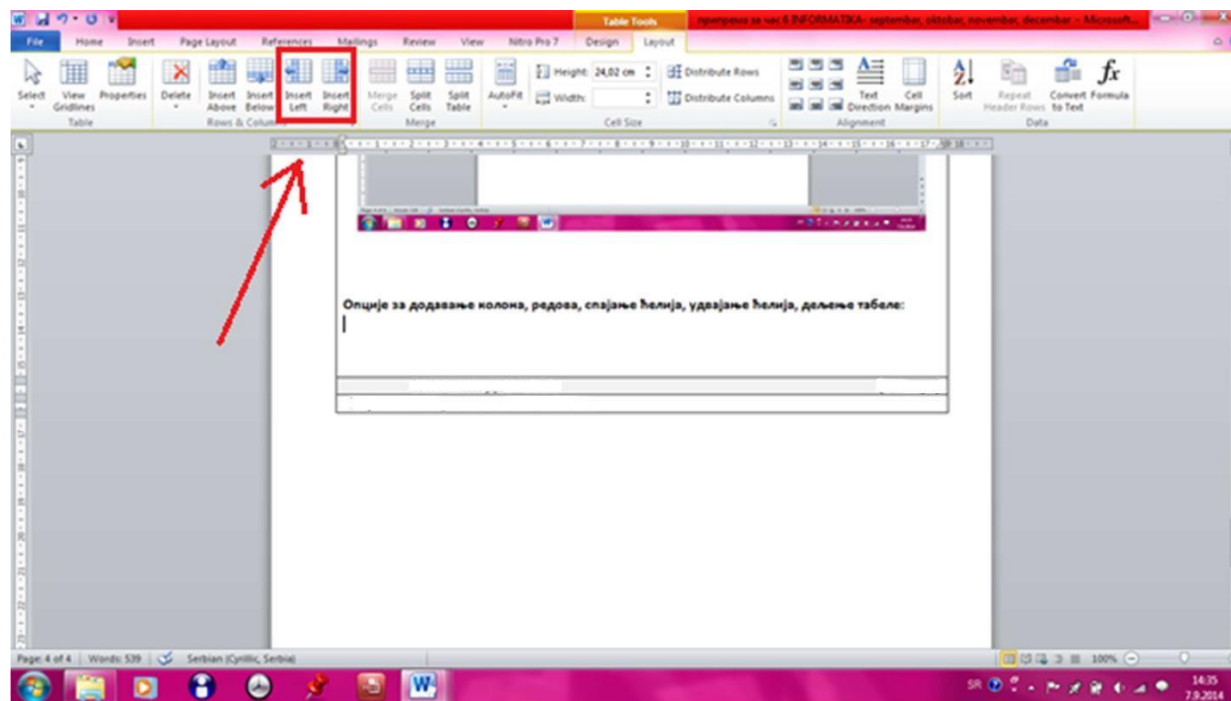 Table Tools
припрема за час 6 INFORMATIKA- septembar, oktobar, novembar, decembar - Microsoft...
File Home Insert Page Layout References Mailings Review View Nitro Pro 7 Design Layout
Select View Gridlines Properties Delete Insert Above Insert Below Insert Left Insert Right Merge Cells Split Cells Split Table AutoFit Height: 24,02 cm Width: Distribute Rows Distribute Columns Text Direction Cell Margins Sort Repeat Header Rows Convert to Text Formula
Table Rows & Colum Merge Cell Size Alignment Data
Опције за додавање колона, редова, спајање ћелија, удвајање ћелија, дељење табеле:
Page: 4 of 4 Words: 539 Serbian (Cyrillic, Serbia) 100%
SR 14:35
7.9.2014